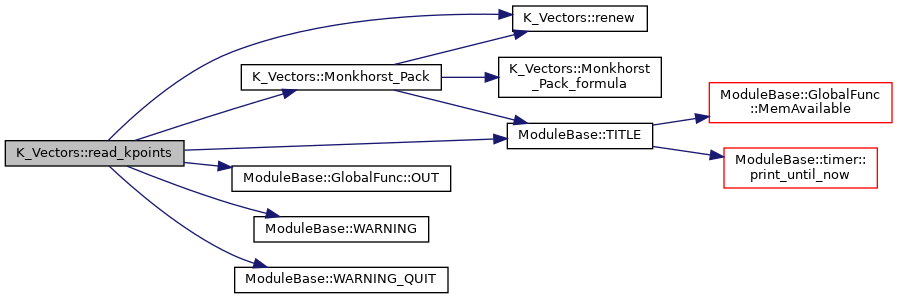 K_Vectors::read_kpoints
K_Vectors::Monkhorst_Pack
K_Vectors::renew
K_Vectors::Monkhorst
_Pack_formula
ModuleBase::TITLE
ModuleBase::GlobalFunc
::MemAvailable
ModuleBase::timer::
print_until_now
ModuleBase::GlobalFunc::OUT
ModuleBase::WARNING
ModuleBase::WARNING_QUIT